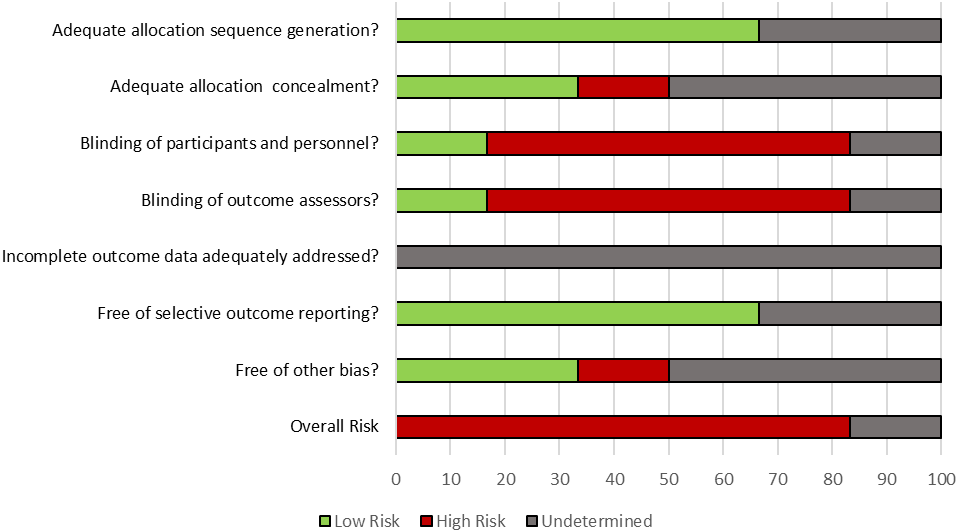 Adequate allocation sequence generation?
Adequate allocation  concealment?
Blinding of participants and personnel?
Blinding of outcome assessors?
Incomplete outcome data adequately addressed?
Free of selective outcome reporting?
Free of other bias?
Overall Risk
0 10 20 30 40 50 60 70 80 90 100
Low Risk High Risk Undetermined